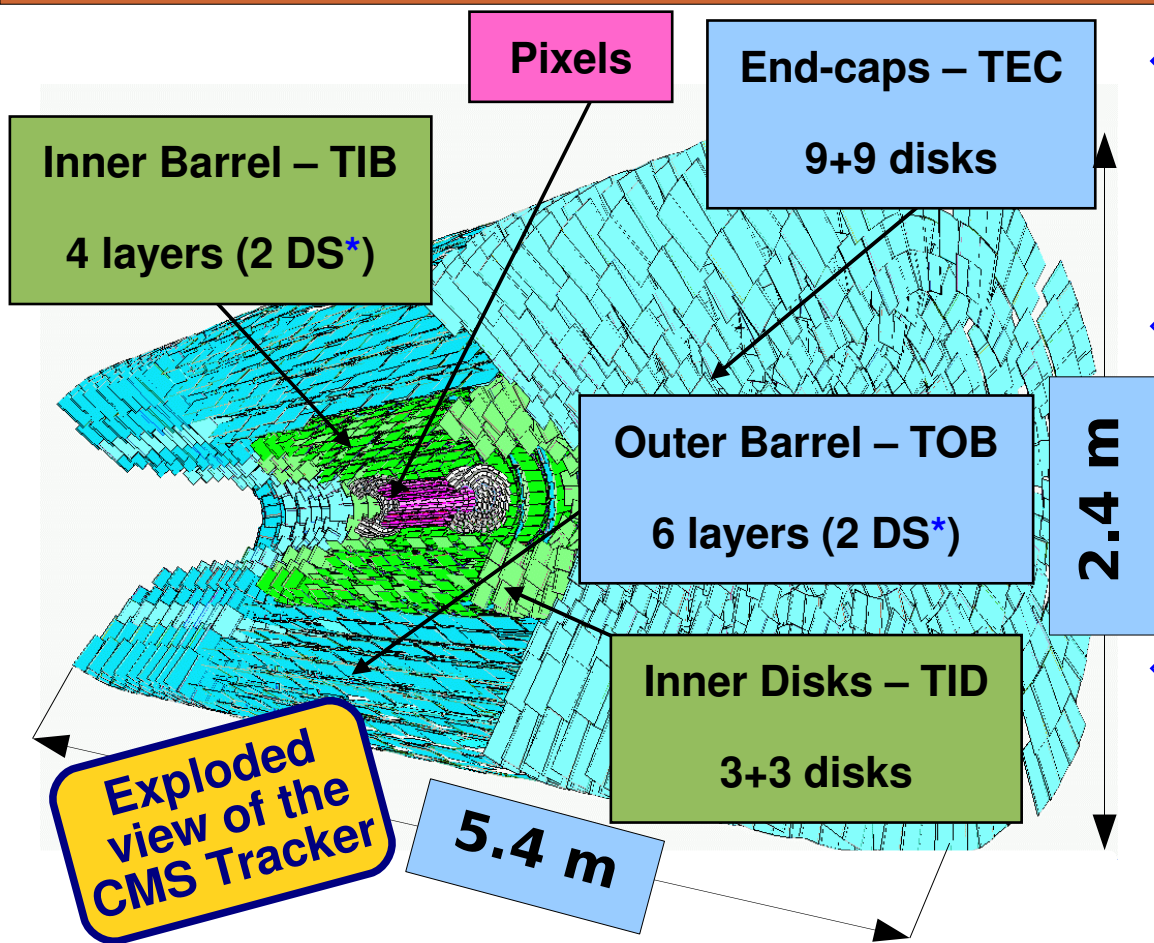 Pixels
End-caps – TEC
9+9 disks
Inner Barrel – TIB
4 layers (2 DS*)
Outer Barrel – TOB
6 layers (2 DS*)
2.4 m
Inner Disks – TID
3+3 disks
Exploded
view of the
CMS Tracker
5.4 m